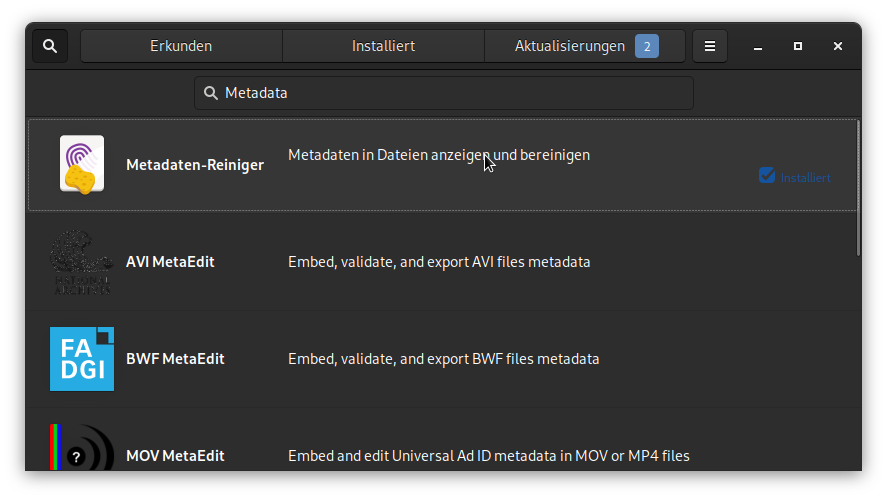 Erkunden
Installiert
Aktualisierungen 2
Metadata
Metadaten-Reiniger
Metadaten in Dateien anzeigen und bereinigen
Installiert
AVI MetaEdit
Embed, validate, and export AVI files metadata
NATIONAL
ARCHIVES
BWF MetaEdit
Embed, validate, and export BWF files metadata
FA
DGI
MOV MetaEdit
Embed and edit Universal Ad ID metadata in MOV or MP4 files
?